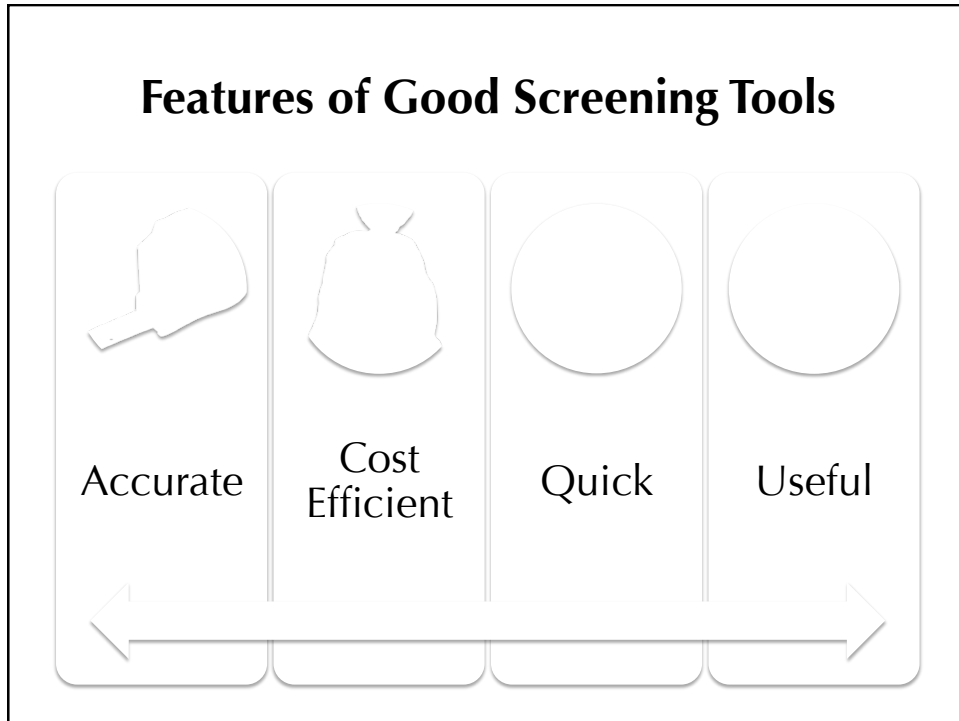 Features of Good Screening Tools
Accurate
Cost
Efficient
Quick
Useful